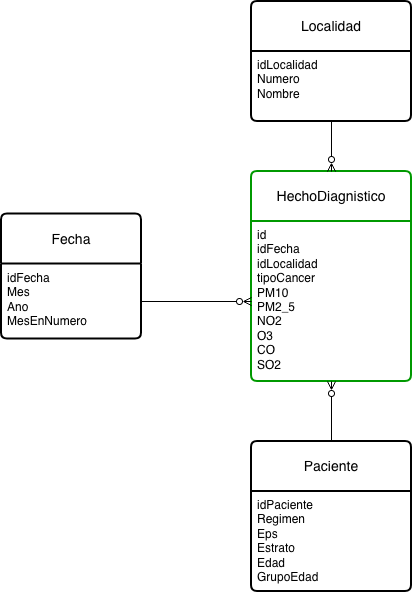 Localidad
idLocalidad
Numero
Nombre
HechoDiagnistico
id
idFecha
idLocalidad
tipoCancer
PM10
PM2_5
NO2
O3
CO
SO2
Fecha
idFecha
Mes
Ano
MesEnNumero
Paciente
idPaciente
Regimen
Eps
Estrato
Edad
GrupoEdad